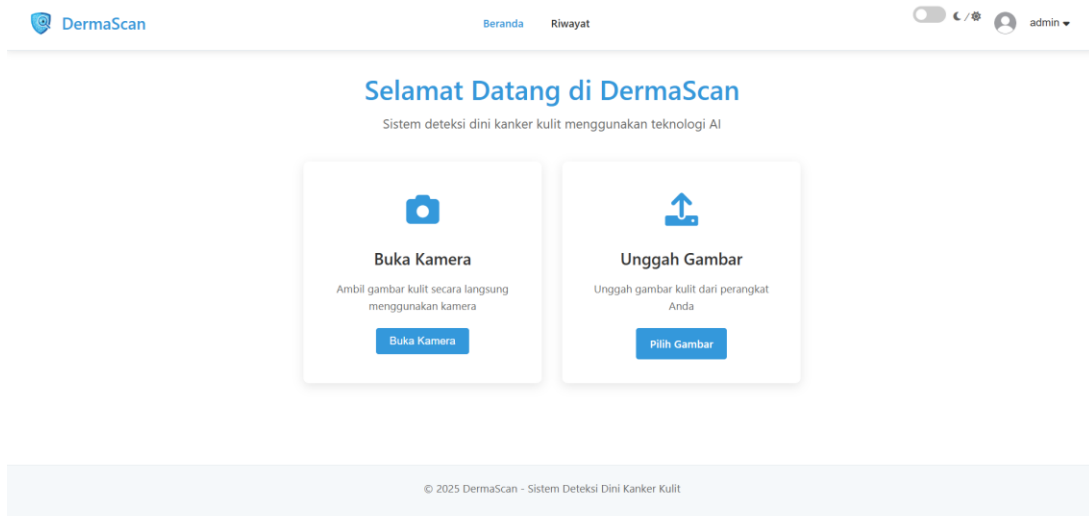 DermaScan
Beranda
Riwayat
/
admin
Selamat Datang di DermaScan
Sistem deteksi dini kanker kulit menggunakan teknologi AI
Buka Kamera
Ambil gambar kulit secara langsung
menggunakan kamera
Buka Kamera
Unggah Gambar
Unggah gambar kulit dari perangkat
Anda
Pilih Gambar
© 2025 DermaScan - Sistem Deteksi Dini Kanker Kulit